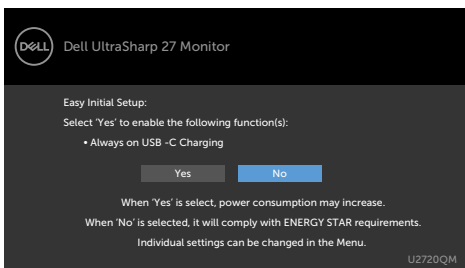 DELL Dell UltraSharp 27 Monitor
Easy Initial Setup:
Select 'Yes' to enable the following function(s):
• Always on USB -C Charging
Yes No
When 'Yes' is select, power consumption may increase.
When 'No' is selected, it will comply with ENERGY STAR requirements.
Individual settings can be changed in the Menu.
U2720QM